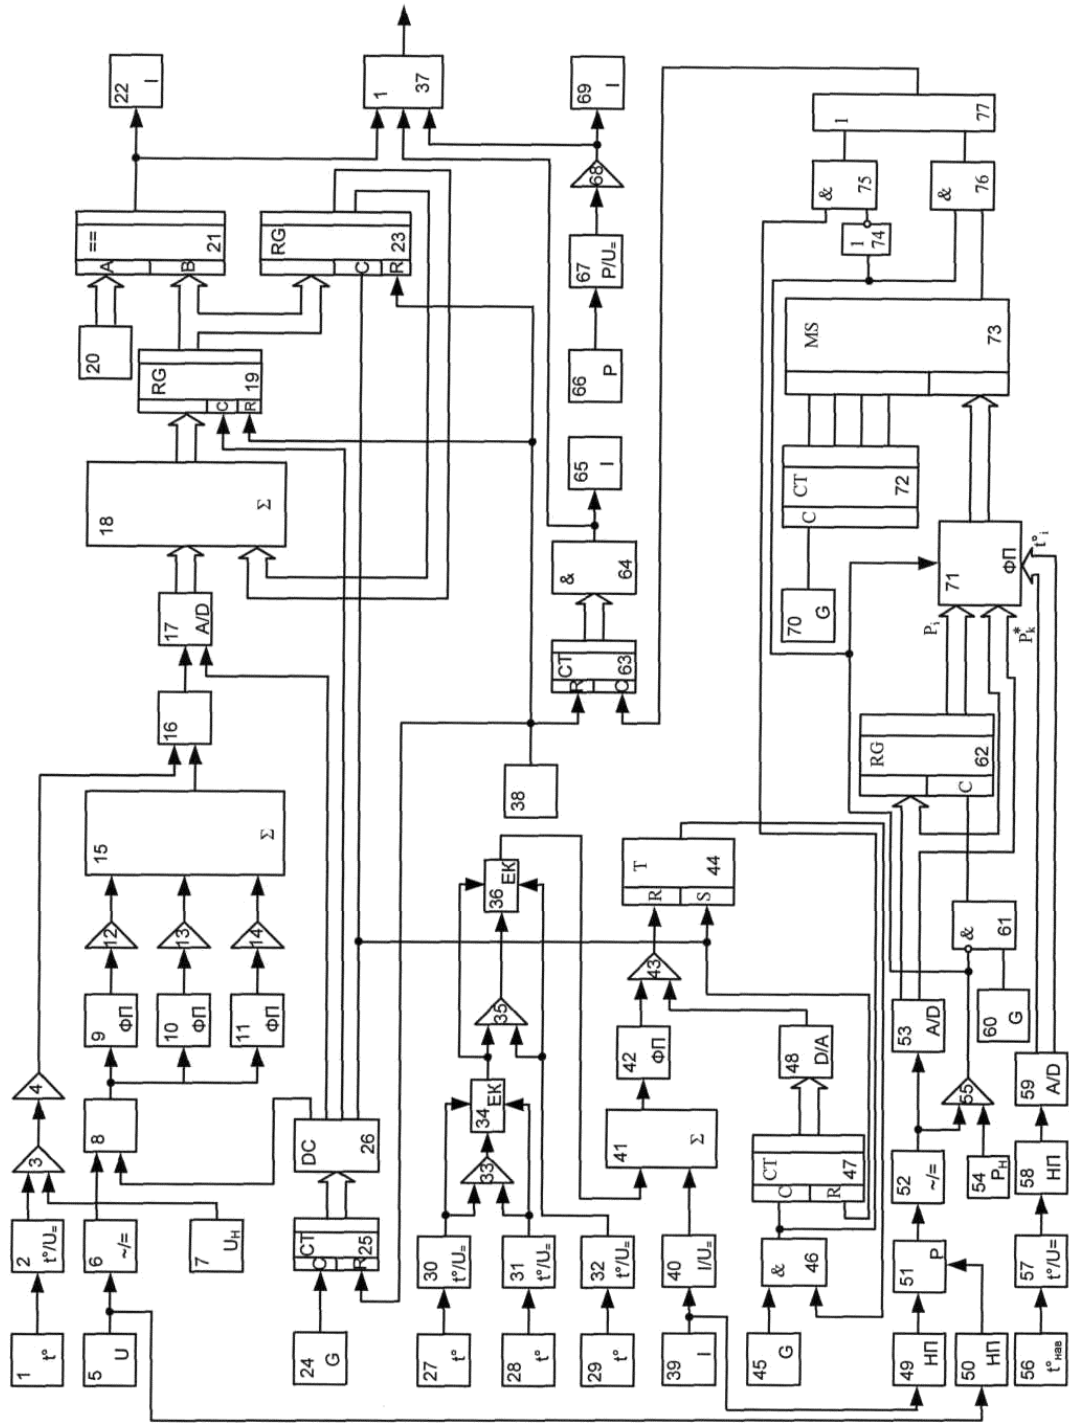 1 t°
2 t°/U=
3
4
5 U
6 ~/=
7 Uн
8
9 ФП
10 ФП
11 ФП
12
13
14
15 Σ
16
17 A/D
18 Σ
RG 19 C R
20
== 21 A B
22 I
RG 23 C R
24 G
CT 25 C R
DC 26
27 t°
28 t°
29 t°
30 t°/U=
31 t°/U=
32 t°/U=
33
34 EK
35
36 EK
1 37
38
39 I
40 I/U=
41 Σ
42 ФП
43
T 44 R S
45 G
& 46
CT 47 C R
48 D/A
49 НП
50 НП
51 P
52 ~/=
53 A/D
54 Pн
55
56 t°нав
57 t°/U=
58 НП
59 A/D
60 G
& 61
RG 62 C
CT 63 R C
& 64
65 I
66 P
67 P/U=
68
69 I
70 G
71 ФП
Pi
P*k
t°i
CT 72 C
MS 73
1 74
& 75
& 76
1 77